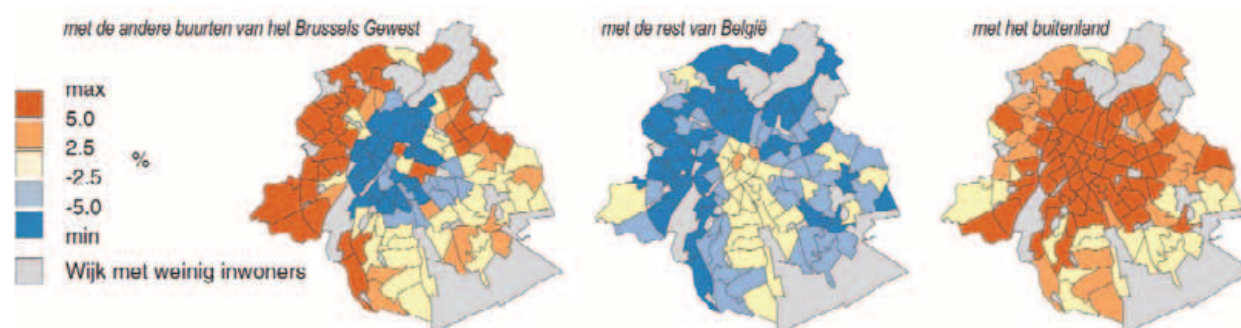 met de andere buurten van het Brussels Gewest
met de rest van België
met het buitenland
max
5.0
2.5
%
-2.5
-5.0
min
Wijk met weinig inwoners